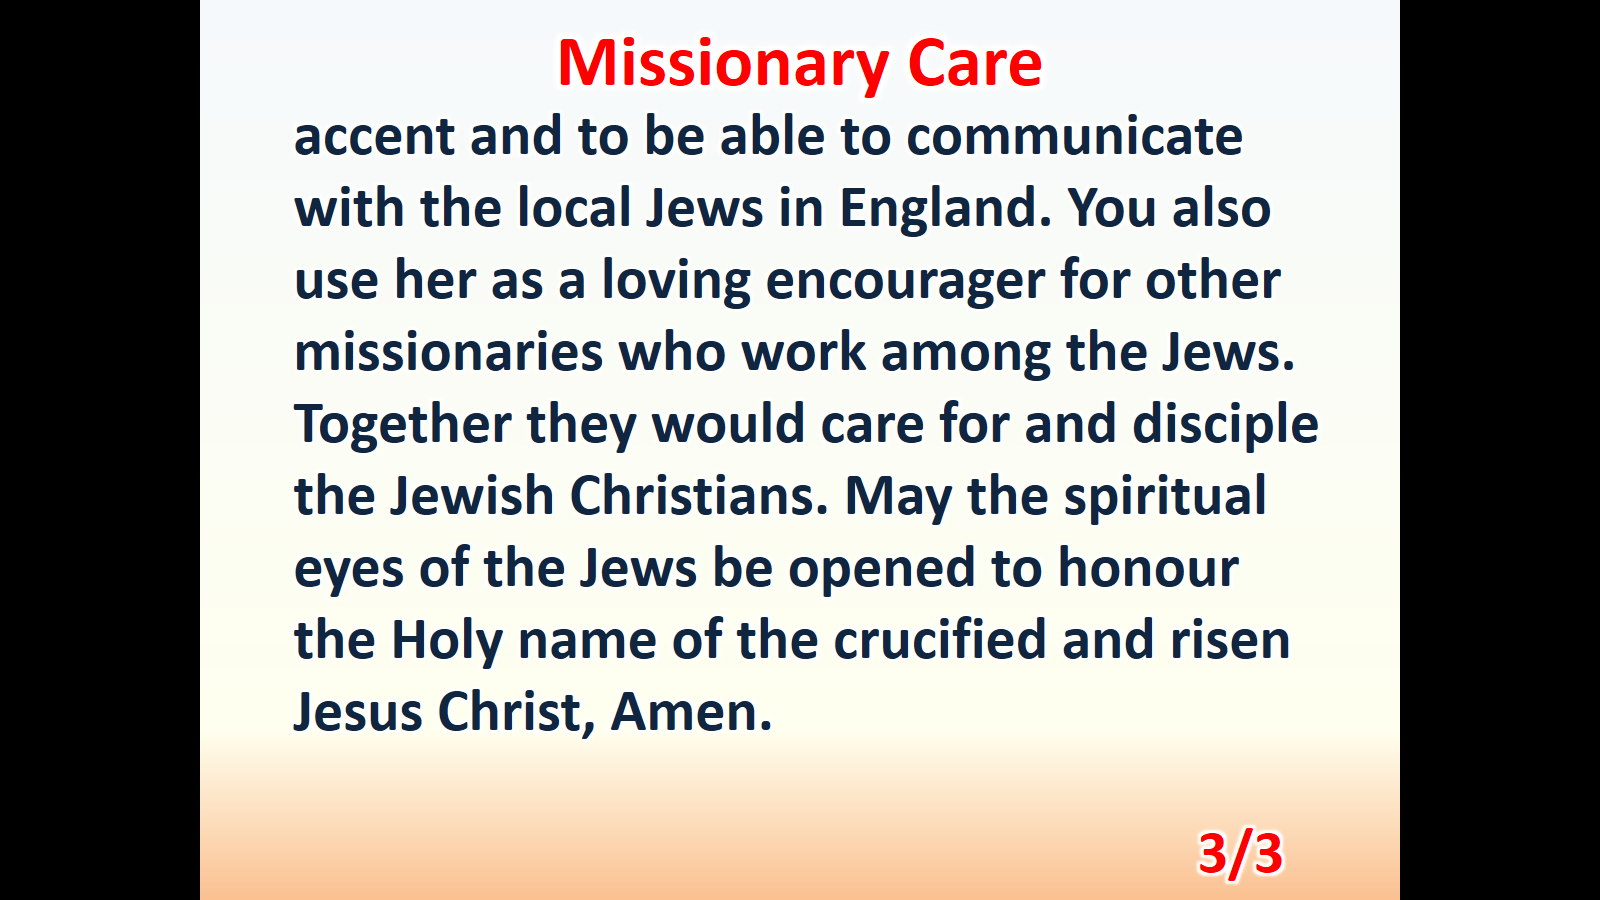 Missionary Care
accent and to be able to communicate
with the local Jews in England. You also
use her as a loving encourager for other
missionaries who work among the Jews.
Together they would care for and disciple
the Jewish Christians. May the spiritual
eyes of the Jews be opened to honour
the Holy name of the crucified and risen
Jesus Christ, Amen.
3/3